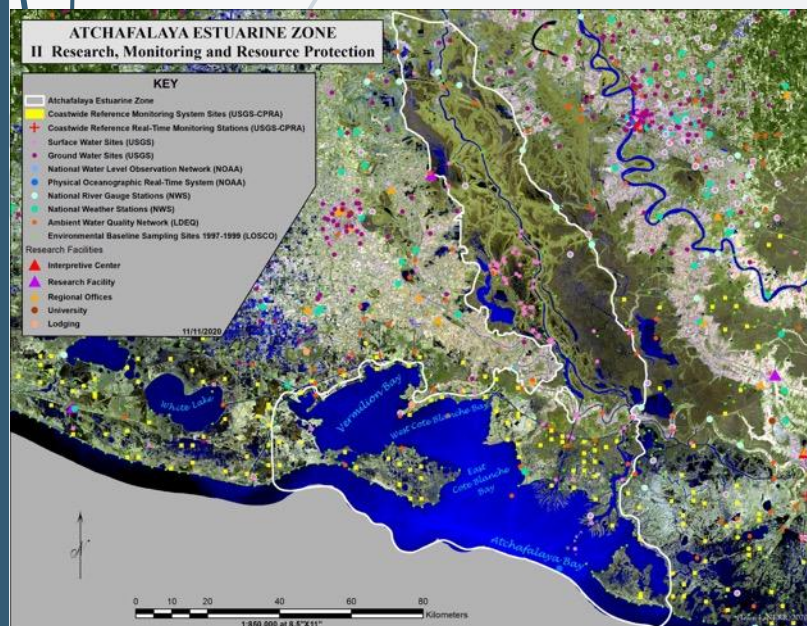 ATCHAFALAYA ESTUARINE ZONE
II Research, Monitoring and Resource Protection
KEY
Atchafalaya Estuarine Zone
Coastwide Reference Monitoring System Sites (USGS-CPRA)
Coastwide Reference Real-Time Monitoring Stations (USGS-CPRA)
Surface Water Sites (USGS)
Ground Water Sites (USGS)
National Water Level Observation Network (NOAA)
Physical Oceanographic Real-Time System (NOAA)
National River Gauge Stations (NWS)
National Weather Stations (NWS)
Ambient Water Quality Network (LDEQ)
Environmental Baseline Sampling Sites 1997-1999 (LOSCO)
Research Facilities
Interpretive Center
Research Facility
Regional Offices
University
Lodging
11/11/2020
White Lake
Vermilion Bay
West Cote Blanche Bay
East
Cote Blanche
Bay
Atchafalaya Bay
N
0 5 10 20 30 40 60 80
Kilometers
1:950,000 at 8.5"X11"